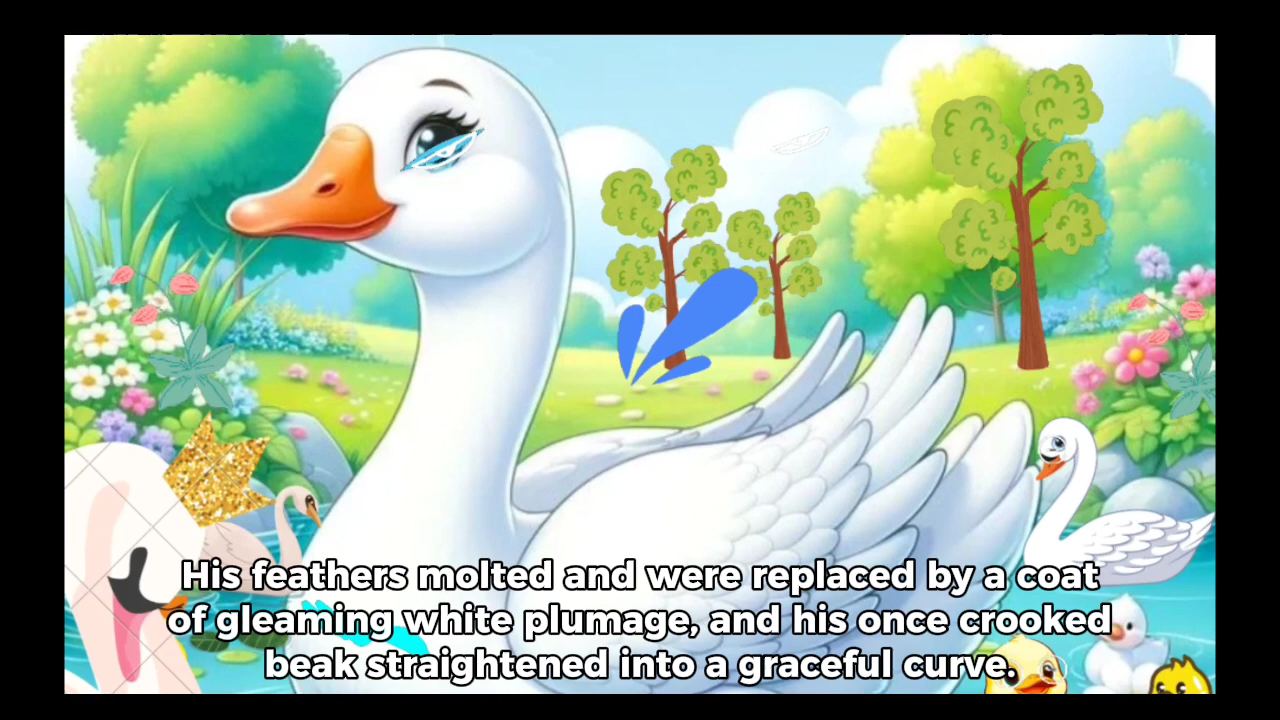 His feathers molted and were replaced by a coat
of gleaming white plumage, and his once crooked
beak straightened into a graceful curve.